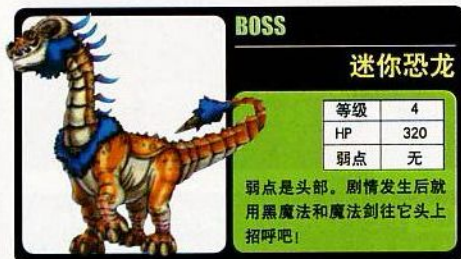 BOSS
迷你恐龙
等级 4
HP 320
弱点 无
弱点是头部。剧情发生后就
用黑魔法和魔法剑往它头上
招呼吧！